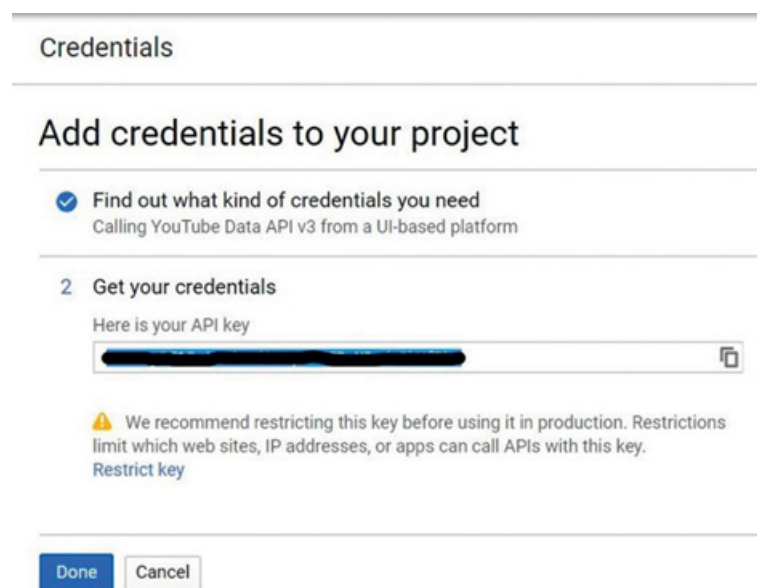 Credentials
Add credentials to your project
Find out what kind of credentials you need
Calling YouTube Data API v3 from a UI-based platform
2 Get your credentials
Here is your API key
We recommend restricting this key before using it in production. Restrictions
limit which web sites, IP addresses, or apps can call APIs with this key.
Restrict key
Done Cancel